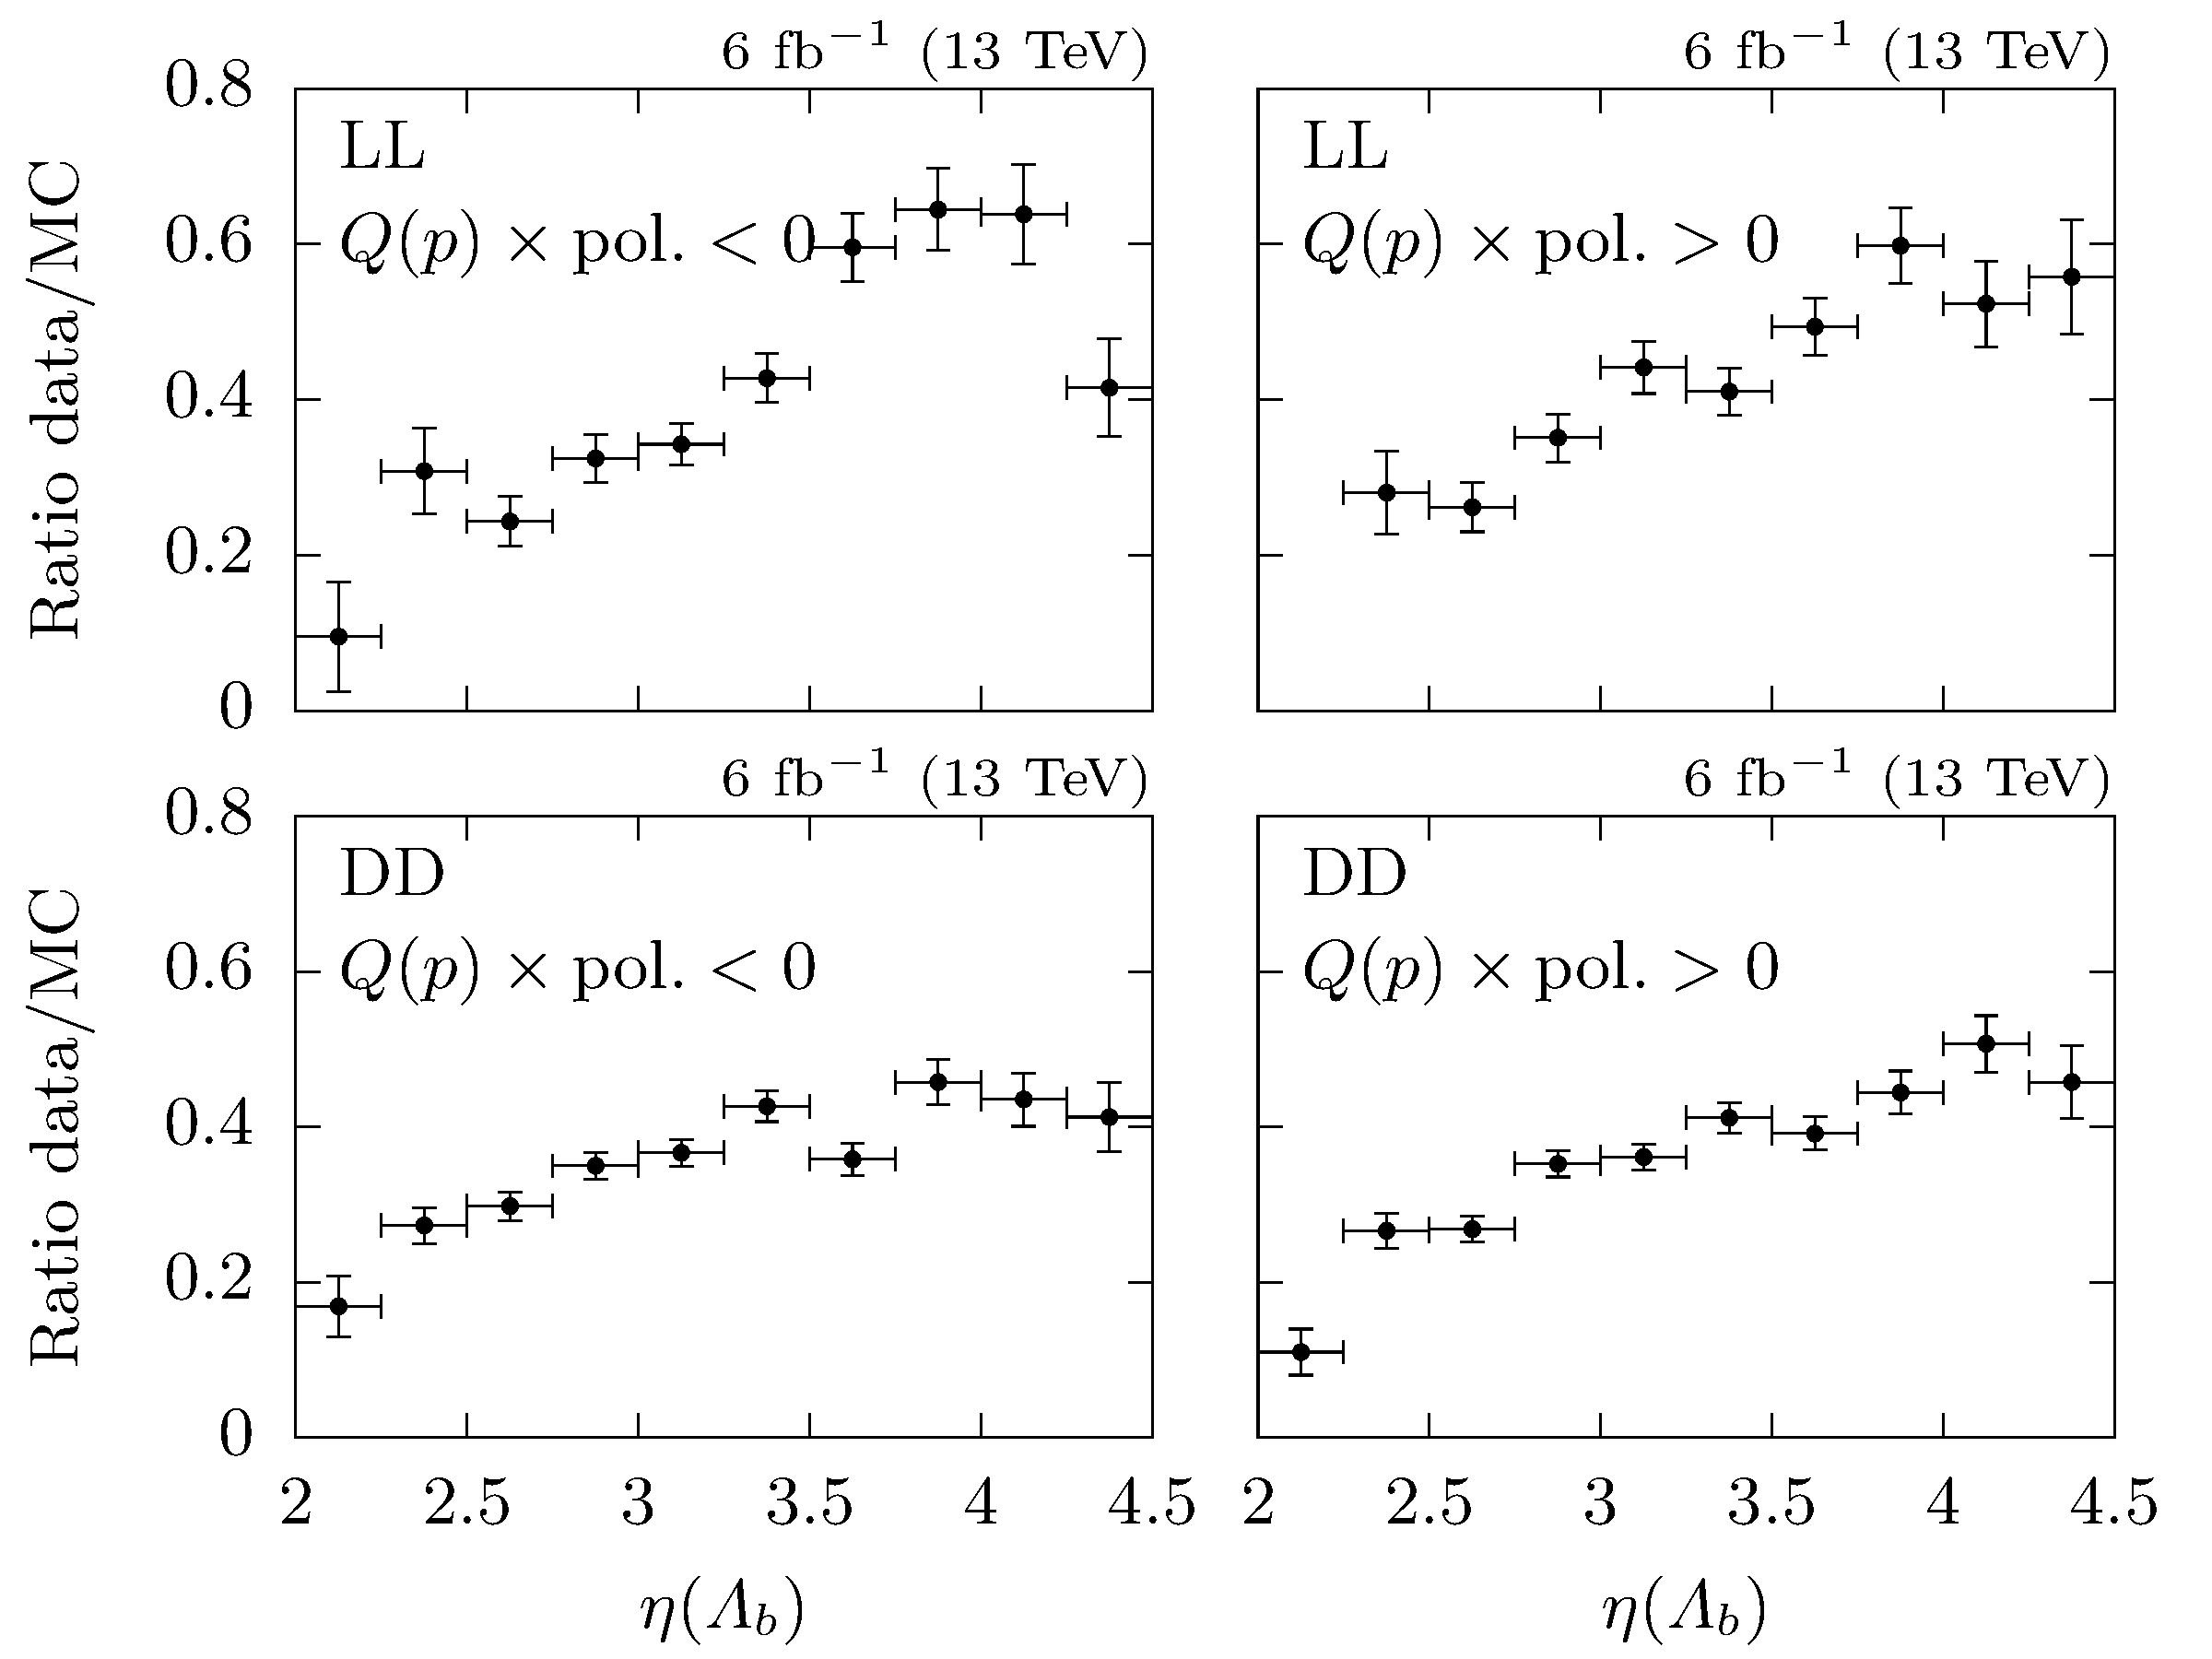 6 fb⁻¹ (13 TeV)
6 fb⁻¹ (13 TeV)
Ratio data/MC
0.8
0.6
0.4
0.2
0
LL
Q(p) × pol. < 0
LL
Q(p) × pol. > 0
6 fb⁻¹ (13 TeV)
6 fb⁻¹ (13 TeV)
Ratio data/MC
0.8
0.6
0.4
0.2
0
DD
Q(p) × pol. < 0
DD
Q(p) × pol. > 0
2 2.5 3 3.5 4 4.5
2 2.5 3 3.5 4 4.5
η(Λ_b)
η(Λ_b)